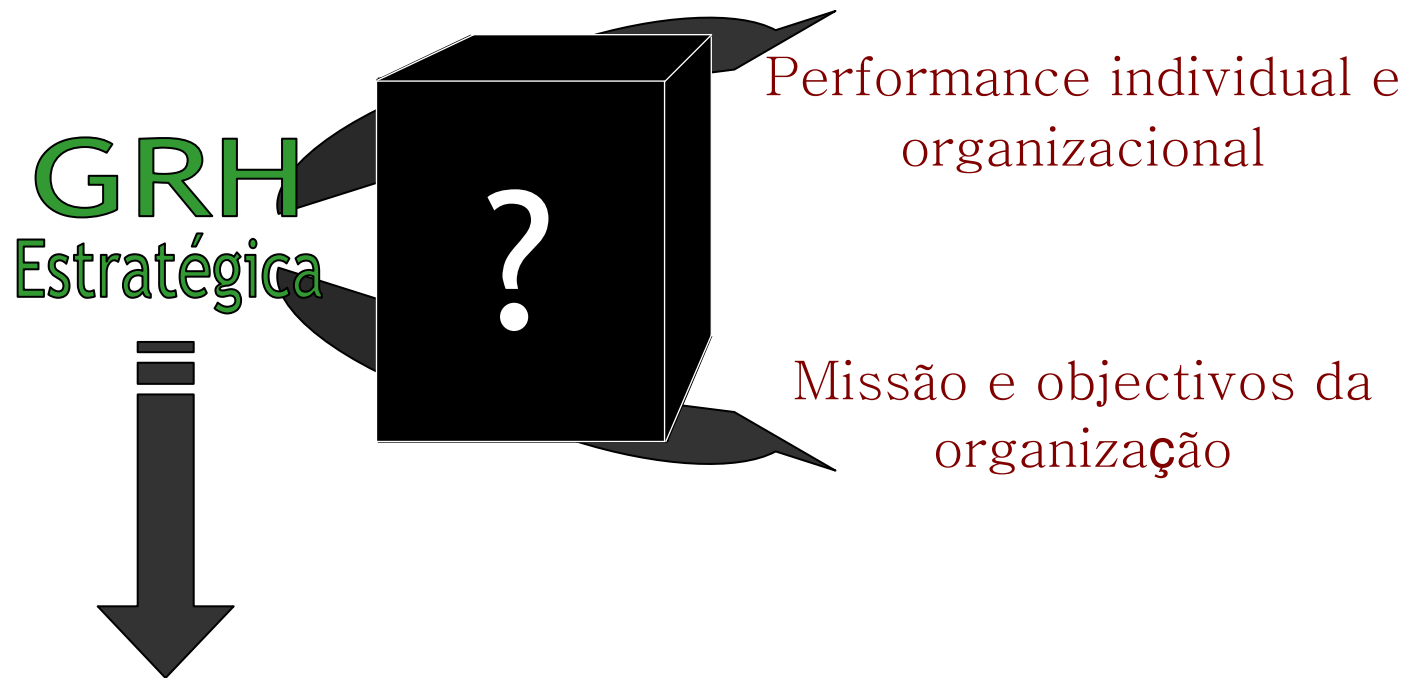 GRH
Estratégica
?
Performance individual e
organizacional
Missão e objectivos da
organização